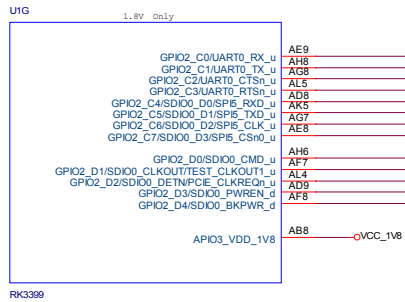 U1G
1.8V Only
GPIO2_C0/UART0_RX_u AE9
GPIO2_C1/UART0_TX_u AH8
GPIO2_C2/UART0_CTSn_u AG8
GPIO2_C3/UART0_RTSn_u AL5
GPIO2_C4/SDIO0_D0/SPI5_RXD_u AD8
GPIO2_C5/SDIO0_D1/SPI5_TXD_u AK5
GPIO2_C6/SDIO0_D2/SPI5_CLK_u AG7
GPIO2_C7/SDIO0_D3/SPI5_CSn0_u AE8
GPIO2_D0/SDIO0_CMD_u AH6
GPIO2_D1/SDIO0_CLKOUT/TEST_CLKOUT1_u AF7
GPIO2_D2/SDIO0_DETN/PCIE_CLKREQn_u AL4
GPIO2_D3/SDIO0_PWREN_d AD9
GPIO2_D4/SDIO0_BKPWR_d AF8
APIO3_VDD_1V8 AB8 VCC_1V8
RK3399